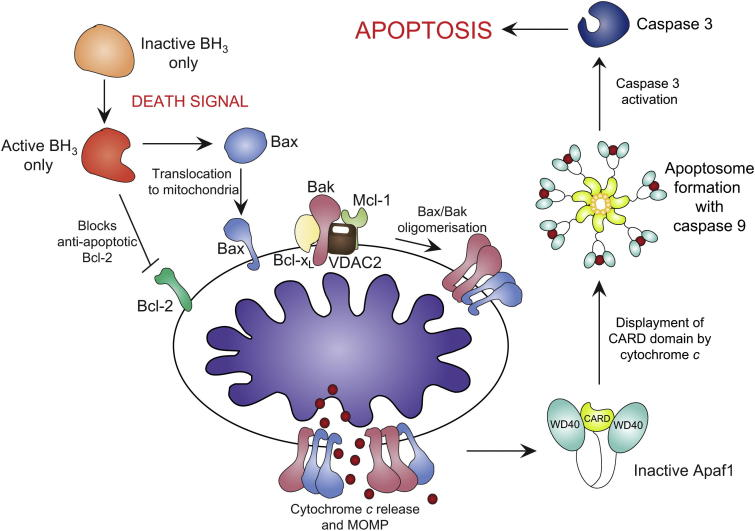 APOPTOSIS
Caspase 3
Inactive BH3
only
DEATH SIGNAL
Caspase 3
activation
Active BH3
only
Bax
Translocation
to mitochondria
Bak
Mcl-1
Apoptosome
formation
with
caspase 9
Blocks
anti-apoptotic
Bcl-2
Bax
Bcl-xL
VDAC2
Bax/Bak
oligomerisation
Bcl-2
Displayment of
CARD domain by
cytochrome c
WD40
CARD
WD40
Inactive Apaf1
Cytochrome c release
and MOMP